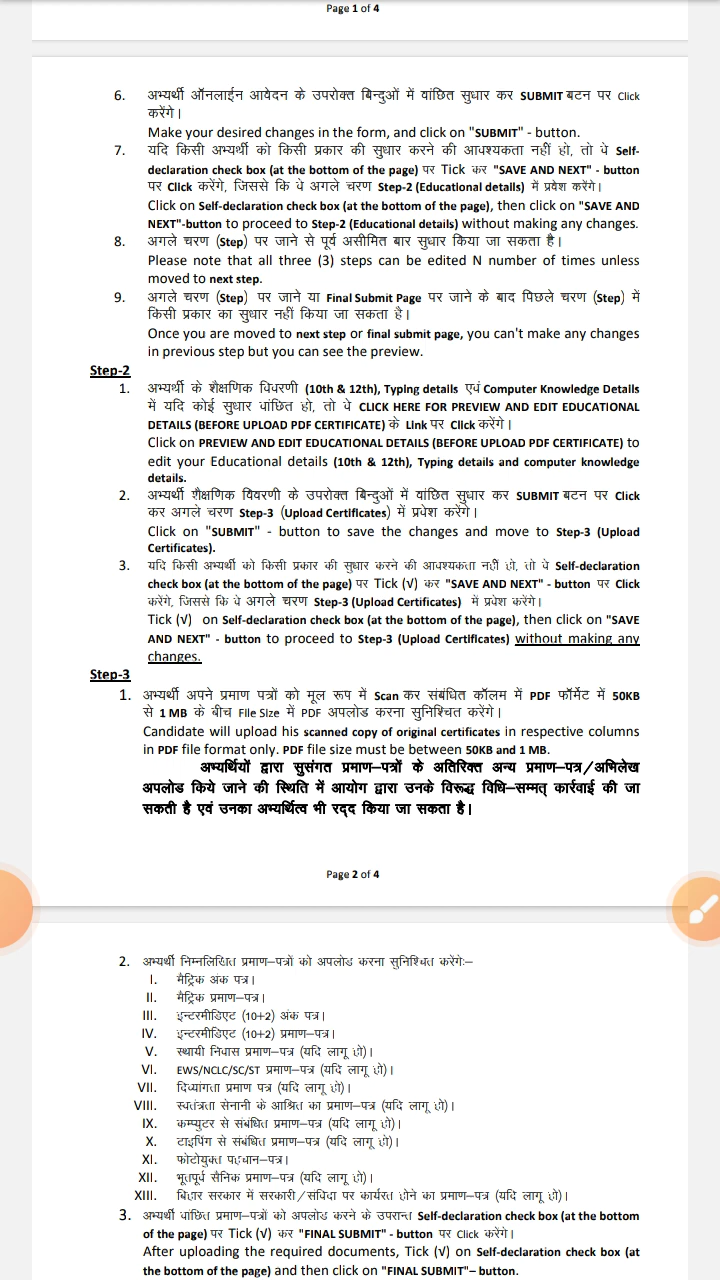 Page 1 of 4
6. अभ्यर्थी ऑनलाईन आवेदन के उपरोक्त बिन्दुओं में वांछित सुधार कर SUBMIT बटन पर Click
करेंगे।
Make your desired changes in the form, and click on "SUBMIT" - button.
7. यदि किसी अभ्यर्थी को किसी प्रकार की सुधार करने की आवश्यकता नहीं हो, तो वे Self-
declaration check box (at the bottom of the page) पर Tick कर "SAVE AND NEXT" - button
पर Click करेंगे, जिससे कि वे अगले चरण Step-2 (Educational details) में प्रवेश करेंगे।
Click on Self-declaration check box (at the bottom of the page), then click on "SAVE AND
NEXT"-button to proceed to Step-2 (Educational details) without making any changes.
8. अगले चरण (Step) पर जाने से पूर्व असीमित बार सुधार किया जा सकता है।
Please note that all three (3) steps can be edited N number of times unless
moved to next step.
9. अगले चरण (Step) पर जाने या Final Submit Page पर जाने के बाद पिछले चरण (Step) में
किसी प्रकार का सुधार नहीं किया जा सकता है।
Once you are moved to next step or final submit page, you can't make any changes
in previous step but you can see the preview.
Step-2
1. अभ्यर्थी के शैक्षणिक विवरणी (10th & 12th), Typing details एवं Computer Knowledge Details
में यदि कोई सुधार वांछित हो, तो वे CLICK HERE FOR PREVIEW AND EDIT EDUCATIONAL
DETAILS (BEFORE UPLOAD PDF CERTIFICATE) के Link पर Click करेंगे।
Click on PREVIEW AND EDIT EDUCATIONAL DETAILS (BEFORE UPLOAD PDF CERTIFICATE) to
edit your Educational details (10th & 12th), Typing details and computer knowledge
details.
2. अभ्यर्थी शैक्षणिक विवरणी के उपरोक्त बिन्दुओं में वांछित सुधार कर SUBMIT बटन पर Click
कर अगले चरण Step-3 (Upload Certificates) में प्रवेश करेंगे।
Click on "SUBMIT" - button to save the changes and move to Step-3 (Upload
Certificates).
3. यदि किसी अभ्यर्थी को किसी प्रकार की सुधार करने की आवश्यकता नहीं हो, तो वे Self-declaration
check box (at the bottom of the page) पर Tick (√) कर "SAVE AND NEXT" - button पर Click
करेंगे, जिससे कि वे अगले चरण Step-3 (Upload Certificates) में प्रवेश करेंगे।
Tick (√) on Self-declaration check box (at the bottom of the page), then click on "SAVE
AND NEXT" - button to proceed to Step-3 (Upload Certificates) without making any
changes.
Step-3
1. अभ्यर्थी अपने प्रमाण पत्रों को मूल रूप में Scan कर संबंधित कॉलम में PDF फॉर्मेट में 50KB
से 1 MB के बीच File Size में PDF अपलोड करना सुनिश्चित करेंगे।
Candidate will upload his scanned copy of original certificates in respective columns
in PDF file format only. PDF file size must be between 50KB and 1 MB.
अभ्यर्थियों द्वारा सुसंगत प्रमाण–पत्रों के अतिरिक्त अन्य प्रमाण–पत्र/अभिलेख
अपलोड किये जाने की स्थिति में आयोग द्वारा उनके विरूद्ध विधि–सम्मत् कार्रवाई की जा
सकती है एवं उनका अभ्यर्थित्व भी रद्द किया जा सकता है।
Page 2 of 4
2. अभ्यर्थी निम्नलिखित प्रमाण–पत्रों को अपलोड करना सुनिश्चित करेंगे:–
I. मैट्रिक अंक पत्र।
II. मैट्रिक प्रमाण–पत्र।
III. इन्टरमीडिएट (10+2) अंक पत्र।
IV. इन्टरमीडिएट (10+2) प्रमाण–पत्र।
V. स्थायी निवास प्रमाण–पत्र (यदि लागू हो)।
VI. EWS/NCLC/SC/ST प्रमाण–पत्र (यदि लागू हो)।
VII. दिव्यांगता प्रमाण पत्र (यदि लागू हो)।
VIII. स्वतंत्रता सेनानी के आश्रित का प्रमाण–पत्र (यदि लागू हो)।
IX. कम्प्युटर से संबंधित प्रमाण–पत्र (यदि लागू हो)।
X. टाइपिंग से संबंधित प्रमाण–पत्र (यदि लागू हो)।
XI. फोटोयुक्त पहचान–पत्र।
XII. भूतपूर्व सैनिक प्रमाण–पत्र (यदि लागू हो)।
XIII. बिहार सरकार में सरकारी/संविदा पर कार्यरत होने का प्रमाण–पत्र (यदि लागू हो)।
3. अभ्यर्थी वांछित प्रमाण–पत्रों को अपलोड करने के उपरान्त Self-declaration check box (at the bottom
of the page) पर Tick (√) कर "FINAL SUBMIT" - button पर Click करेंगे।
After uploading the required documents, Tick (√) on Self-declaration check box (at
the bottom of the page) and then click on "FINAL SUBMIT"– button.